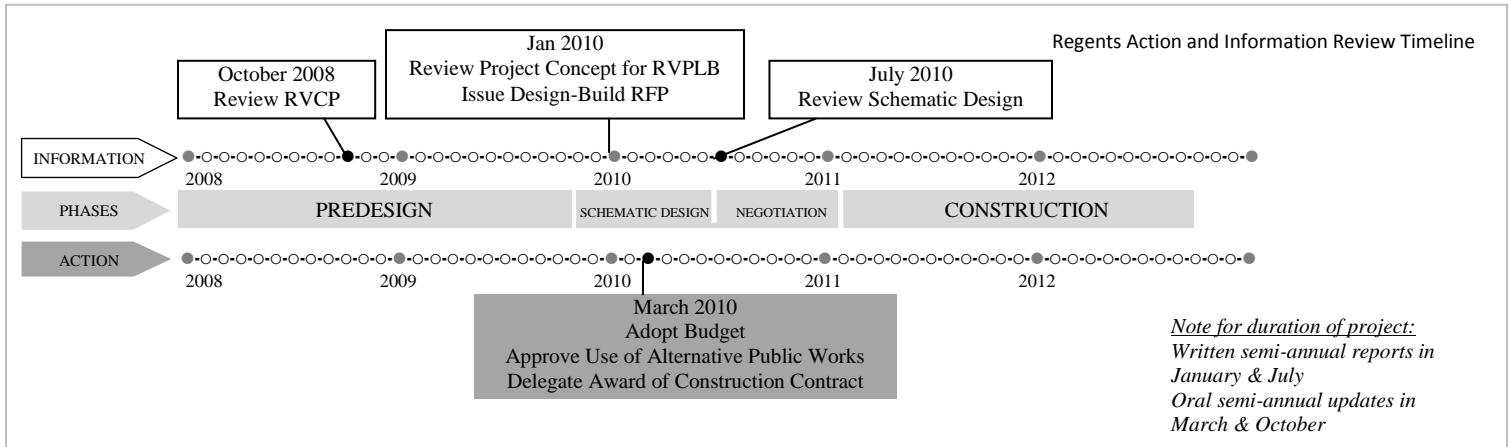 Regents Action and Information Review Timeline
October 2008
Review RVCP
Jan 2010
Review Project Concept for RVPLB
Issue Design-Build RFP
July 2010
Review Schematic Design
INFORMATION
2008 2009 2010 2011 2012
PHASES
PREDESIGN
SCHEMATIC DESIGN
NEGOTIATION
CONSTRUCTION
ACTION
2008 2009 2010 2011 2012
March 2010
Adopt Budget
Approve Use of Alternative Public Works
Delegate Award of Construction Contract
Note for duration of project:
Written semi-annual reports in
January & July
Oral semi-annual updates in
March & October